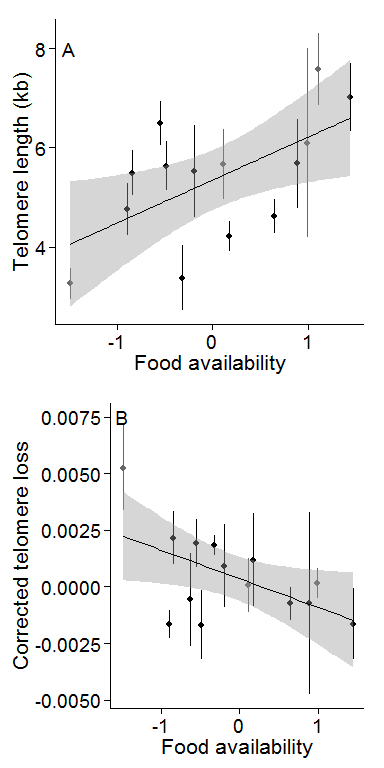 A
8
6
4
Telomere length (kb)
-1
0
1
Food availability
B
0.0075
0.0050
0.0025
0.0000
-0.0025
-0.0050
Corrected telomere loss
-1
0
1
Food availability